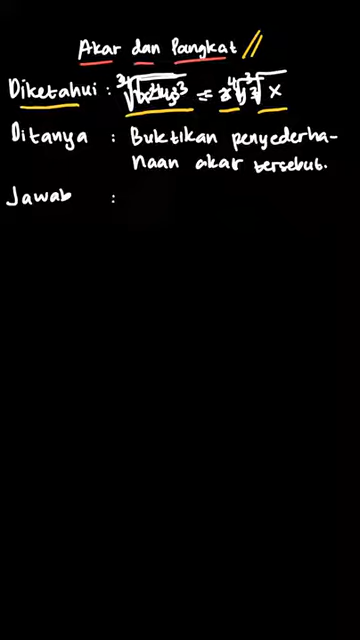 Akar dan Pangkat //
Diketahui :
Ditanya : Buktikan penyederha-
naan akar tersebut.
Jawab :